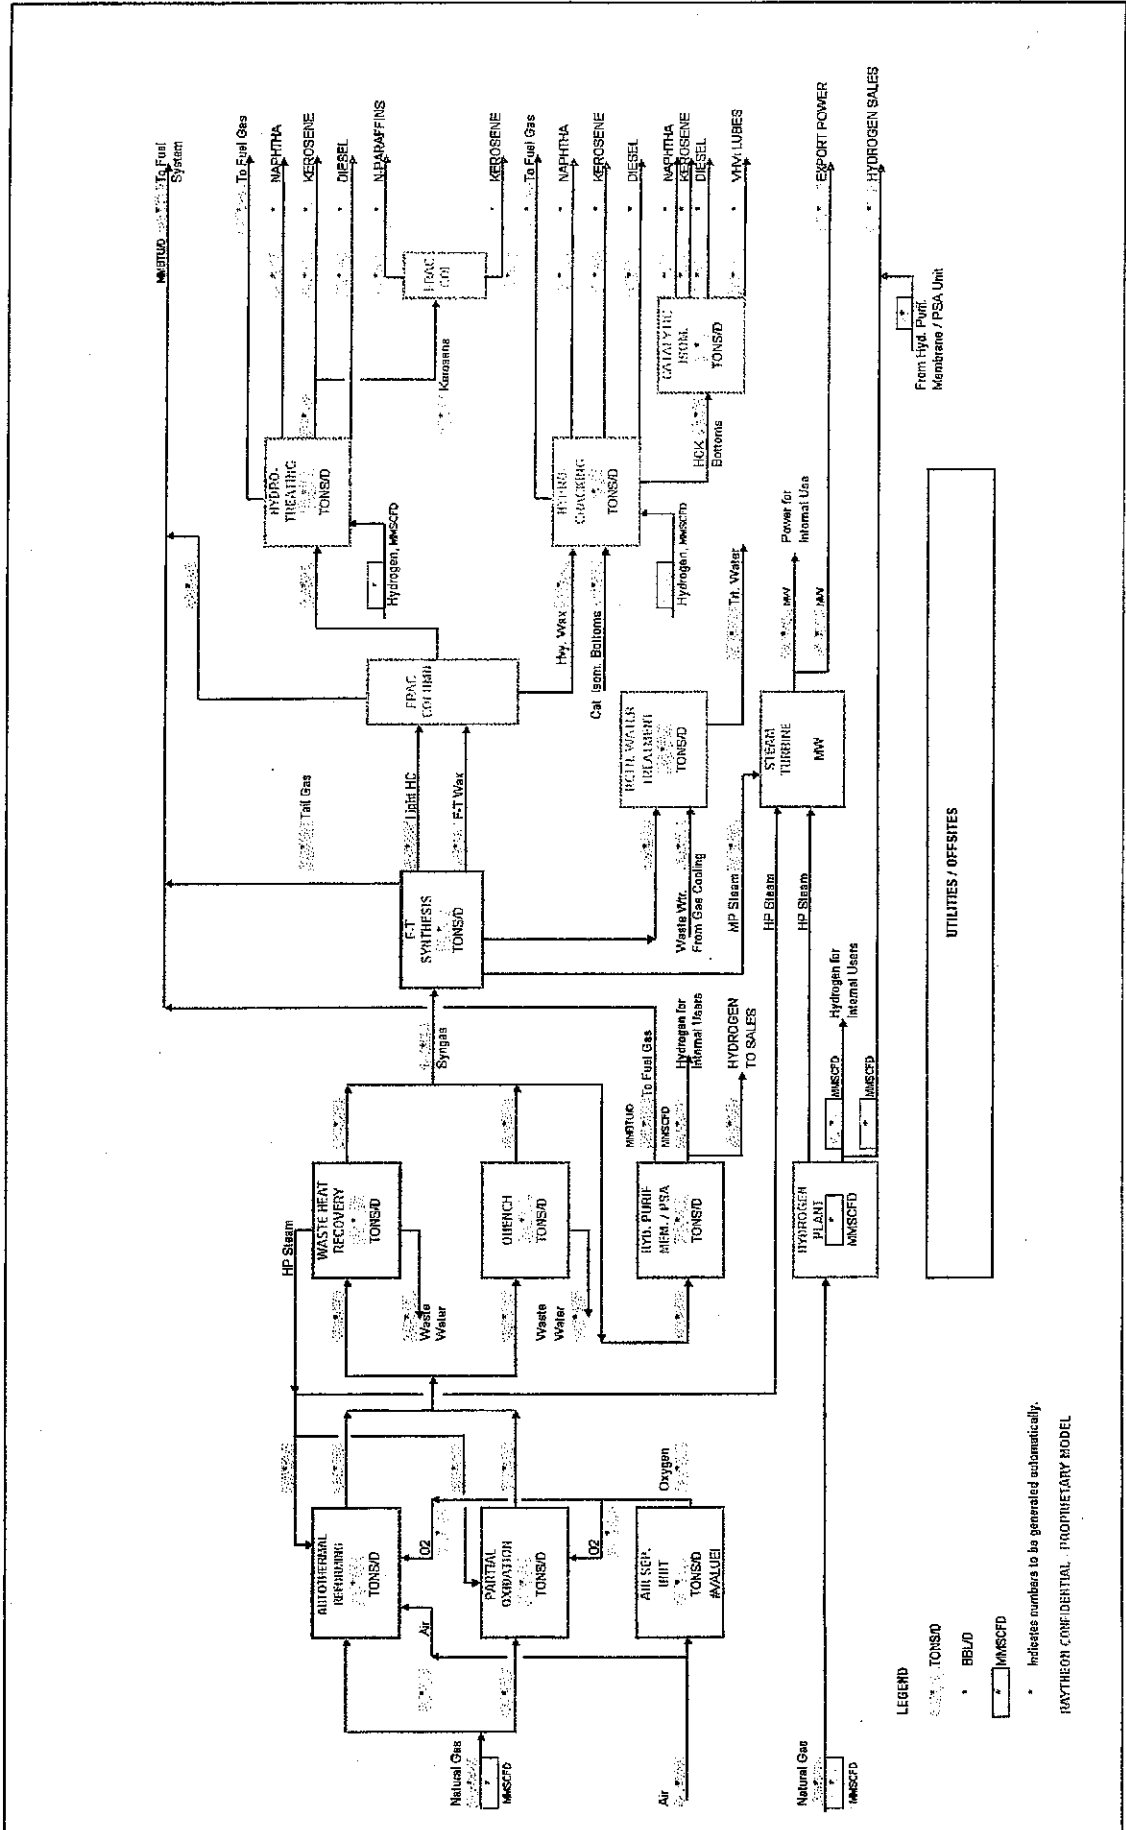 Natural Gas
*
MMSCFD
Air
Natural Gas
*
MMSCFD
Air
AUTOTHERMAL
REFORMING
TONS/D
O2
PARTIAL
OXIDATION
TONS/D
O2
AIR SEP.
UNIT
TONS/D
#VALUE!
Oxygen
HP Steam
WASTE HEAT
RECOVERY
TONS/D
Waste
Water
QUENCH
TONS/D
Waste
Water
HYD. PURIF
MEM. / PSA
TONS/D
MMBTU/D
To Fuel Gas
MMSCFD
Hydrogen for
Internal Users
HYDROGEN
TO SALES
HYDROGEN
PLANT
*
MMSCFD
*
MMSCFD
*
MMSCFD
Hydrogen for
Internal Users
Syngas
F-T
SYNTHESIS
TONS/D
Tail Gas
Light HC
F-T Wax
Waste Wtr.
From Gas Cooling
MP Steam
HP Steam
HP Steam
FRAC
COLUMN
RCTN. WATER
TREATMENT
TONS/D
Trt. Water
STEAM
TURBINE
MW
MW
MW
Power for
Internal Use
Hvy. Wax
Cat. Isom. Bottoms
HYDRO-
TREATING
TONS/D
*
Hydrogen, MMSCFD
HYDRO-
CRACKING
TONS/D
Hydrogen, MMSCFD
Kerosene
FRAC
COL
HCK
Bottoms
CATALYTIC
ISOM.
TONS/D
MMBTU/D
To Fuel
System
To Fuel Gas
* NAPHTHA
* KEROSENE
* DIESEL
* N-PARAFFINS
* KEROSENE
* To Fuel Gas
* NAPHTHA
* KEROSENE
* DIESEL
* NAPHTHA
* KEROSENE
* DIESEL
* VHVI LUBES
* EXPORT POWER
* HYDROGEN SALES
*
From Hyd. Purif.
Membrane / PSA Unit
UTILITIES / OFFSITES
LEGEND
TONS/D
* BBL/D
* MMSCFD
* Indicates numbers to be generated automatically.
RAYTHEON CONFIDENTIAL - PROPRIETARY MODEL